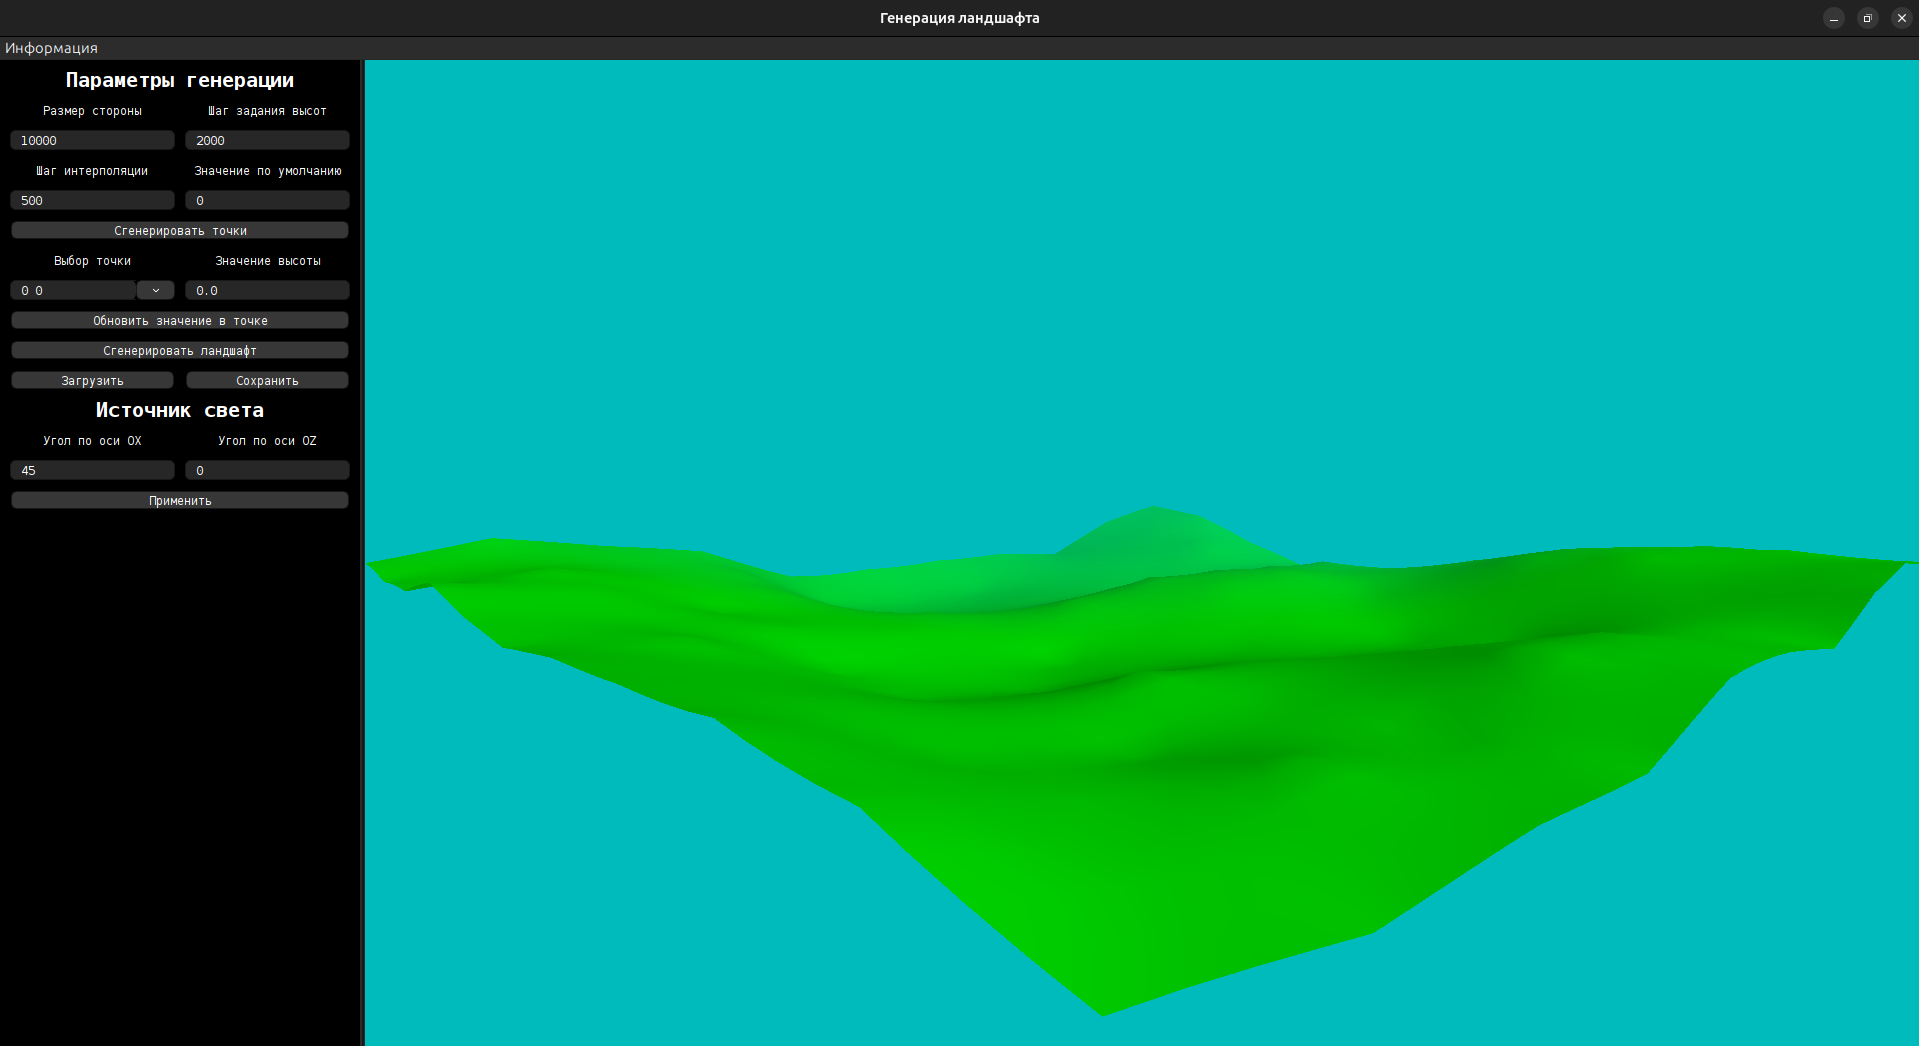 Генерация ландшафта
Информация
Параметры генерации
Размер стороны Шаг задания высот
10000 2000
Шаг интерполяции Значение по умолчанию
500 0
Сгенерировать точки
Выбор точки Значение высоты
0 0 0.0
Обновить значение в точке
Сгенерировать ландшафт
Загрузить Сохранить
Источник света
Угол по оси OX Угол по оси OZ
45 0
Применить